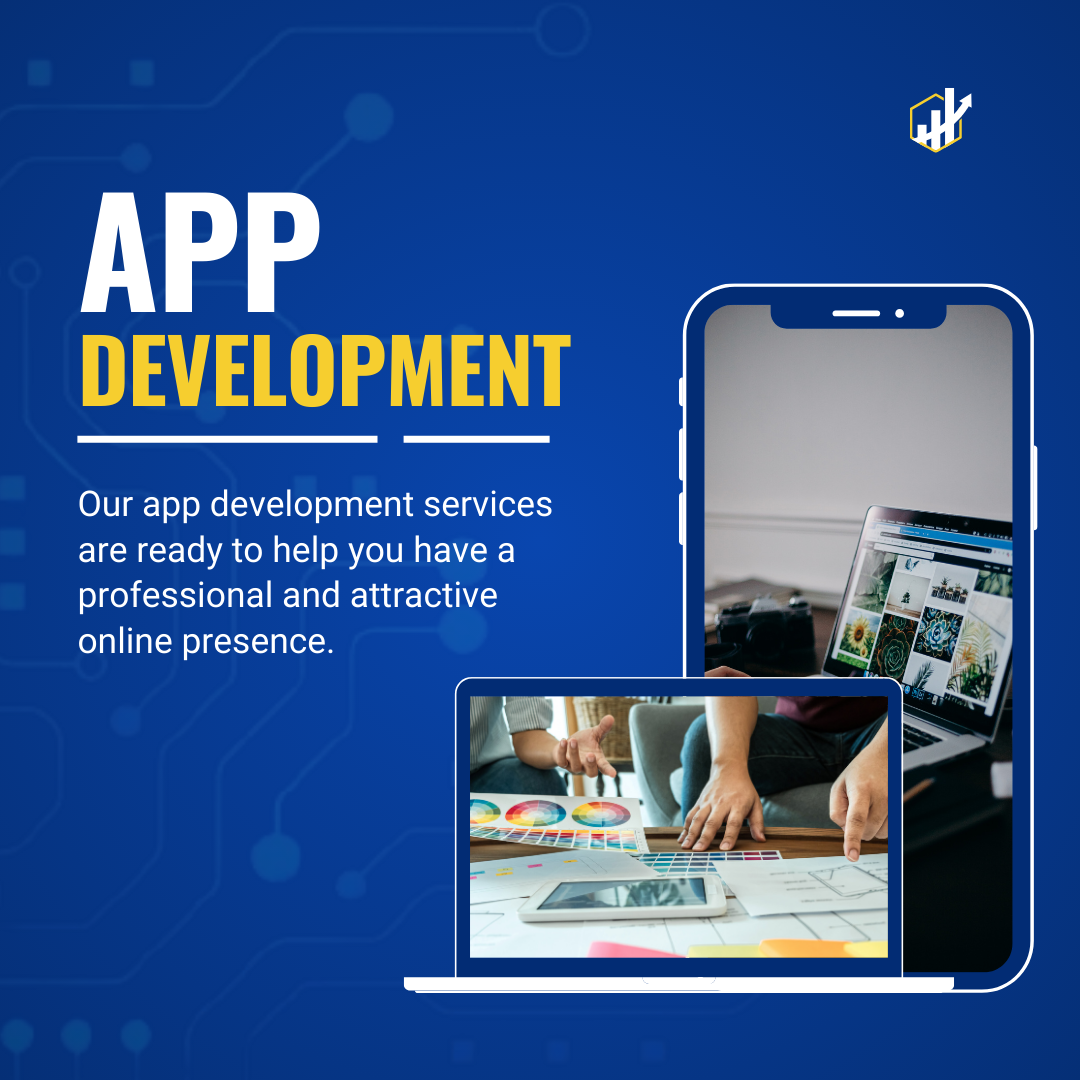 APP
DEVELOPMENT
Our app development services
are ready to help you have a
professional and attractive
online presence.